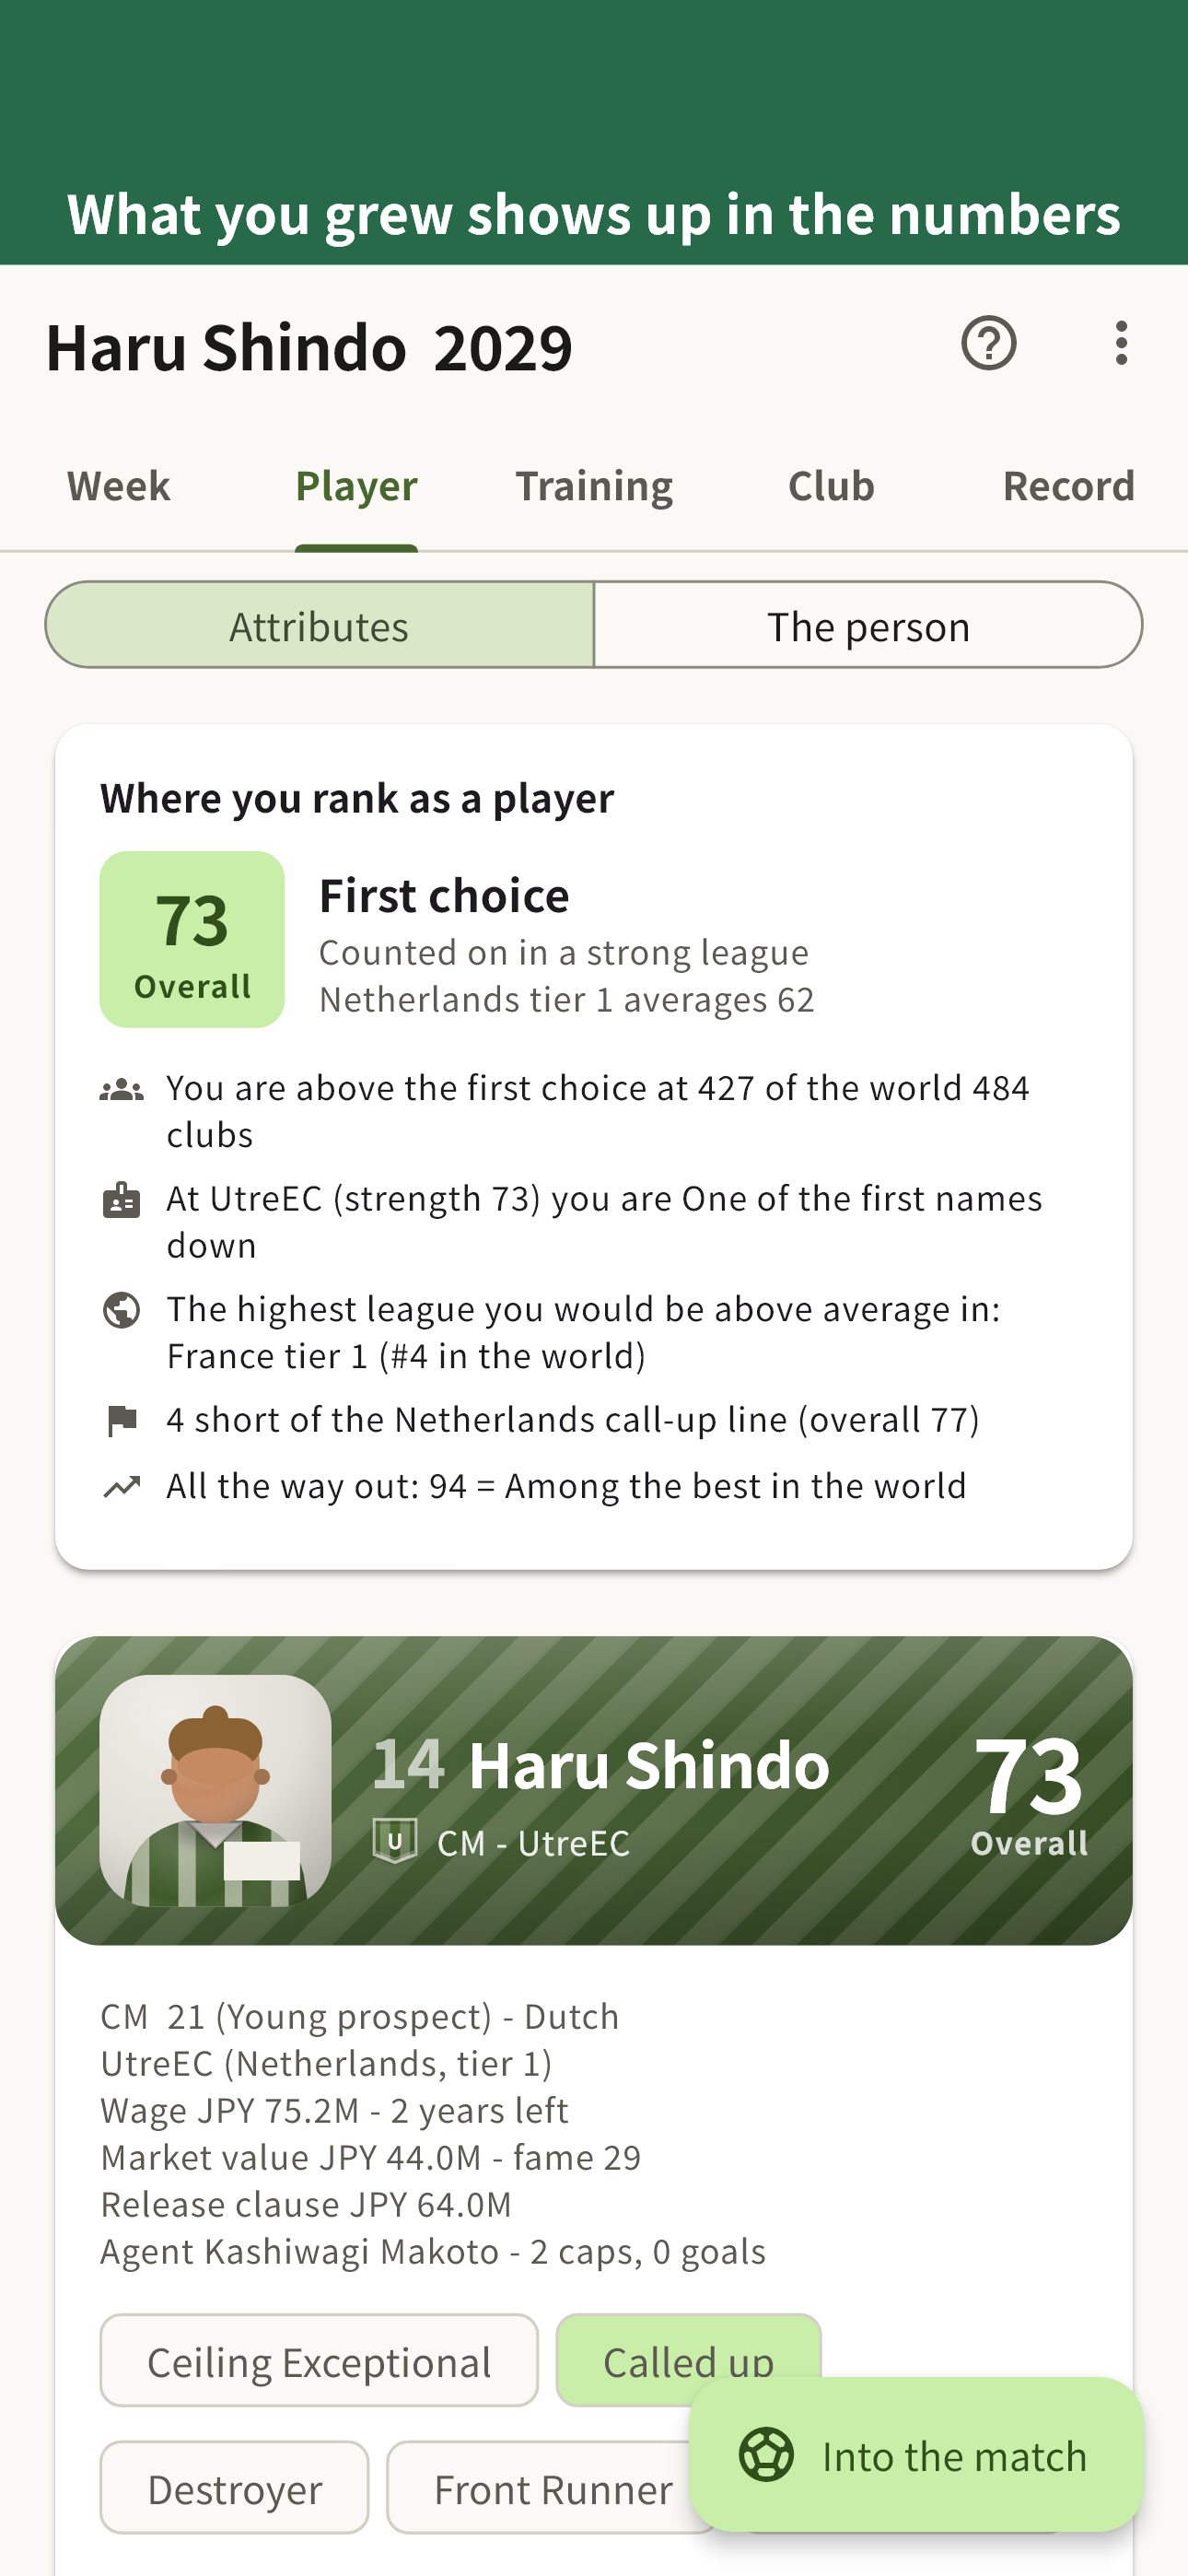 What you grew shows up in the numbers
Haru Shindo 2029
Week Player Training Club Record
Attributes The person
Where you rank as a player
73
Overall
First choice
Counted on in a strong league
Netherlands tier 1 averages 62
You are above the first choice at 427 of the world 484
clubs
At UtreEC (strength 73) you are One of the first names
down
The highest league you would be above average in:
France tier 1 (#4 in the world)
4 short of the Netherlands call-up line (overall 77)
All the way out: 94 = Among the best in the world
14 Haru Shindo
U CM - UtreEC
73
Overall
CM 21 (Young prospect) - Dutch
UtreEC (Netherlands, tier 1)
Wage JPY 75.2M - 2 years left
Market value JPY 44.0M - fame 29
Release clause JPY 64.0M
Agent Kashiwagi Makoto - 2 caps, 0 goals
Ceiling Exceptional Called up
Destroyer Front Runner
Into the match